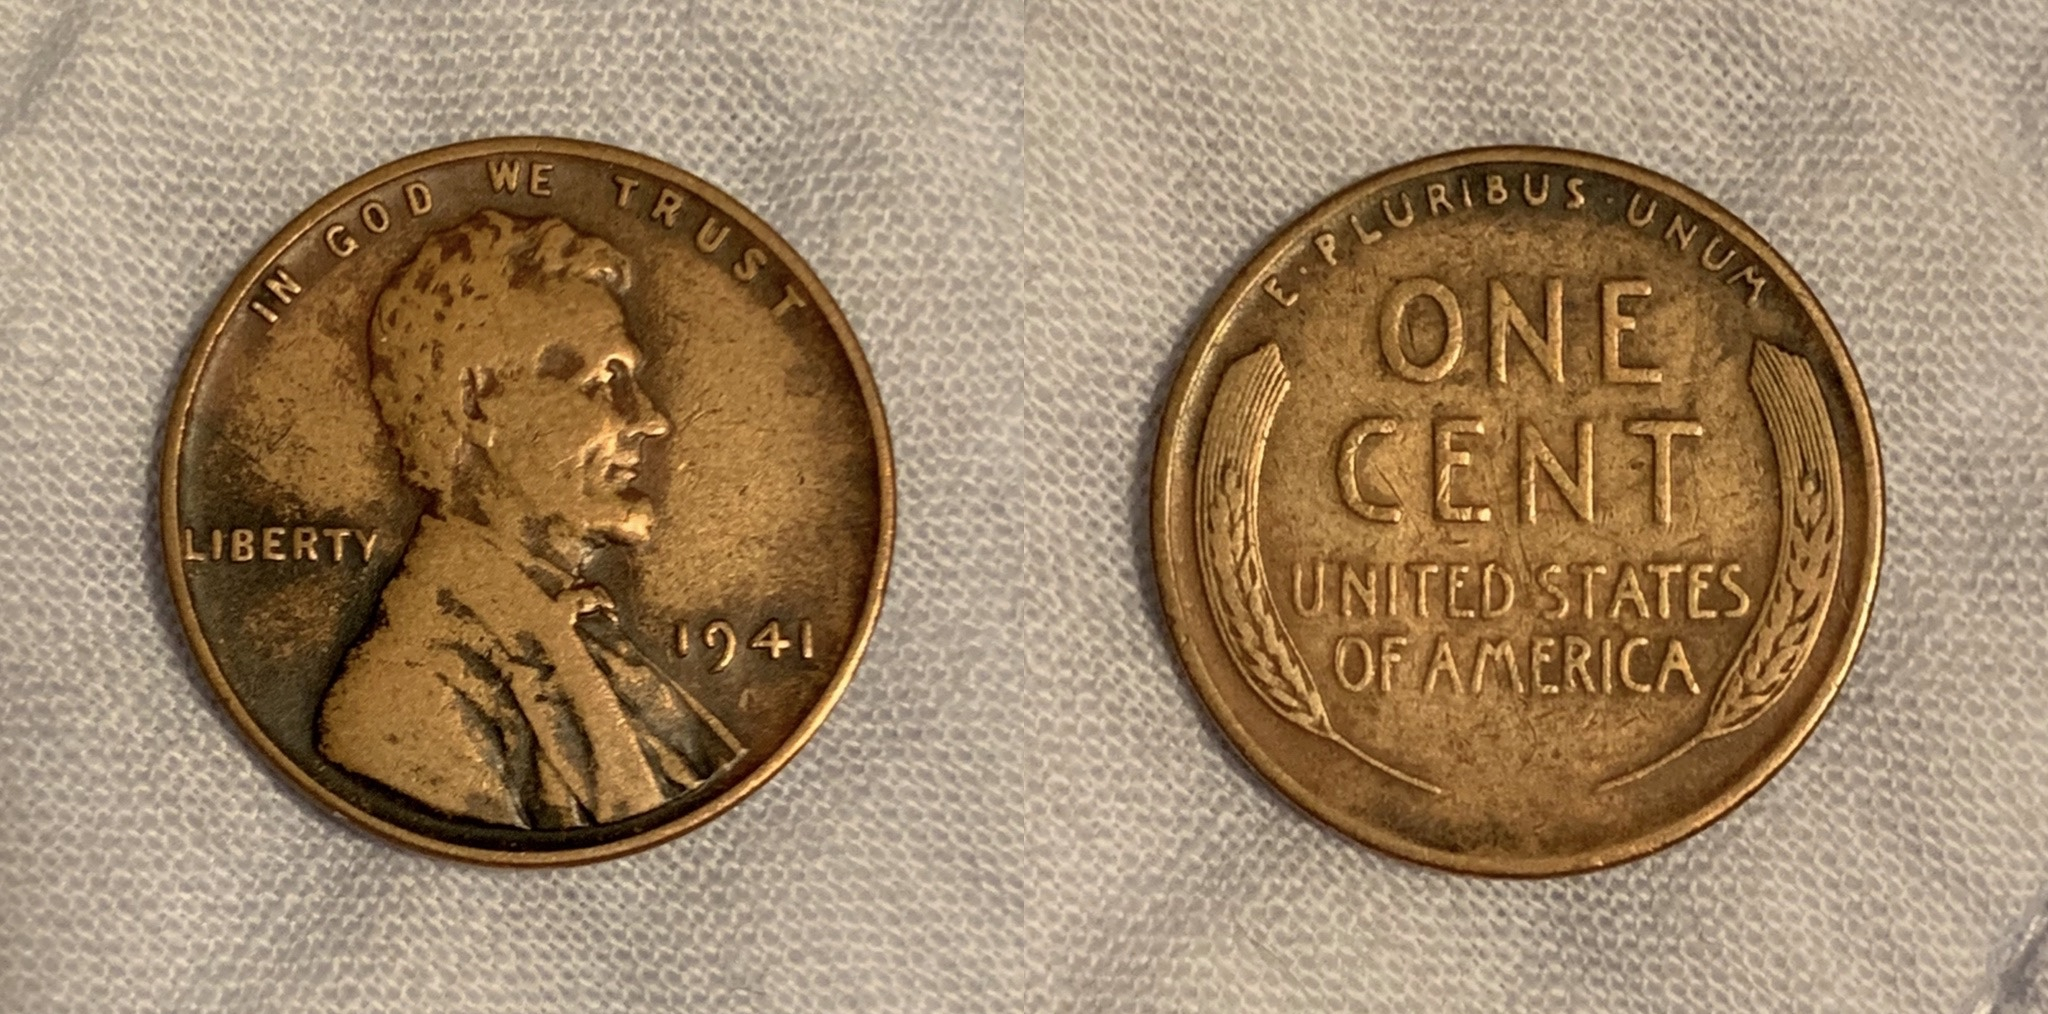 IN GOD WE TRUST
LIBERTY
1941
E·PLURIBUS·UNUM
ONE
CENT
UNITED STATES
OF AMERICA